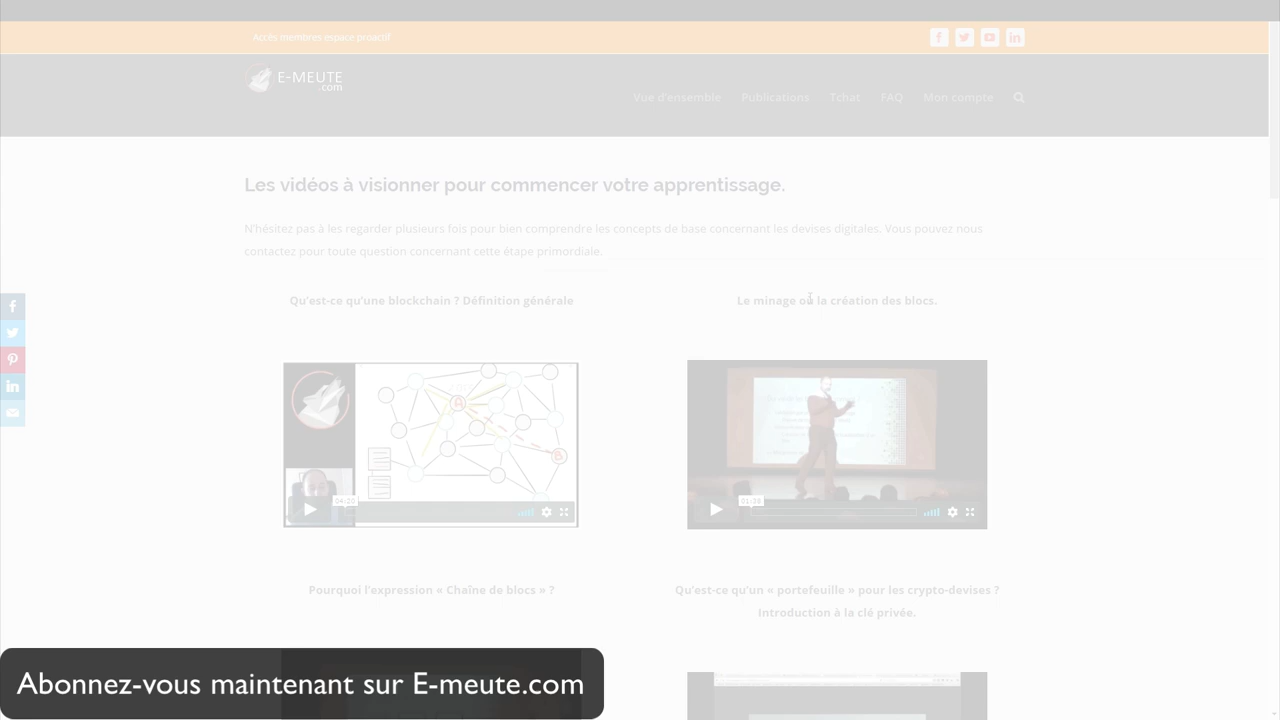 Accès membres espace proactif
E-MEUTE
.com
Vue d'ensemble Publications Tchat FAQ Mon compte
Les vidéos à visionner pour commencer votre apprentissage.
N'hésitez pas à les regarder plusieurs fois pour bien comprendre les concepts de base concernant les devises digitales. Vous pouvez nous
contactez pour toute question concernant cette étape primordiale.
Qu'est-ce qu'une blockchain ? Définition générale
Le minage ou la création des blocs.
A
B
04:20
01:38
Pourquoi l'expression « Chaîne de blocs » ?
Qu'est-ce qu'un « portefeuille » pour les crypto-devises ?
Introduction à la clé privée.
Abonnez-vous maintenant sur E-meute.com